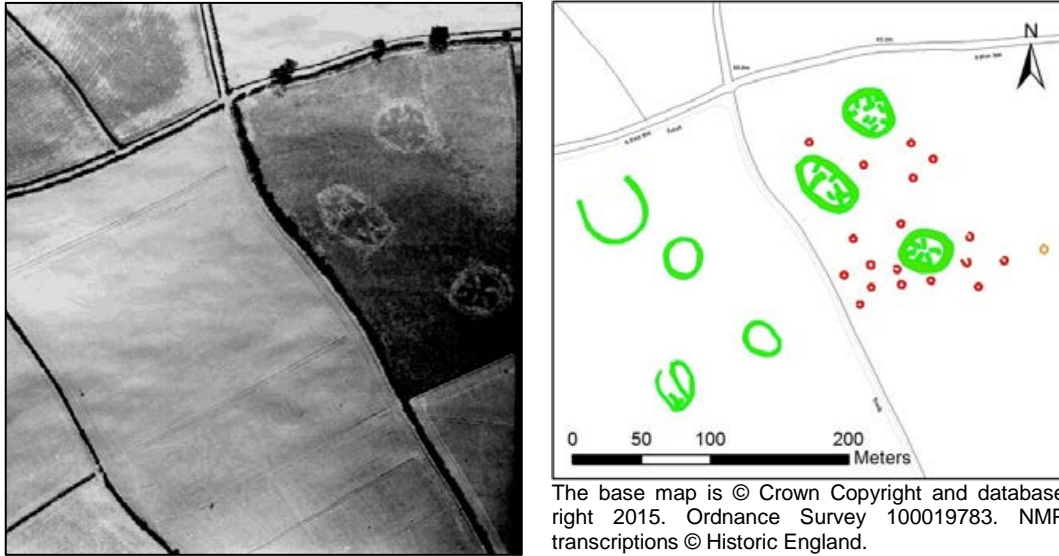 N
Track
0 50 100 200
Meters
The base map is © Crown Copyright and database
right 2015. Ordnance Survey 100019783. NMP
transcriptions © Historic England.